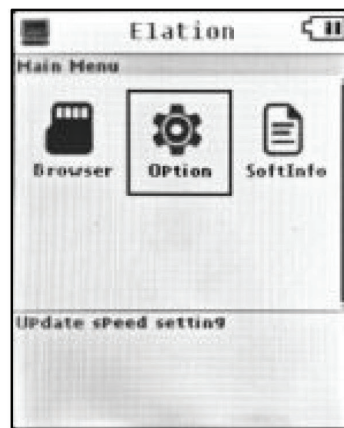 Elation
Main Menu
Browser OPtion SoftInfo
UPdate sPeed setting